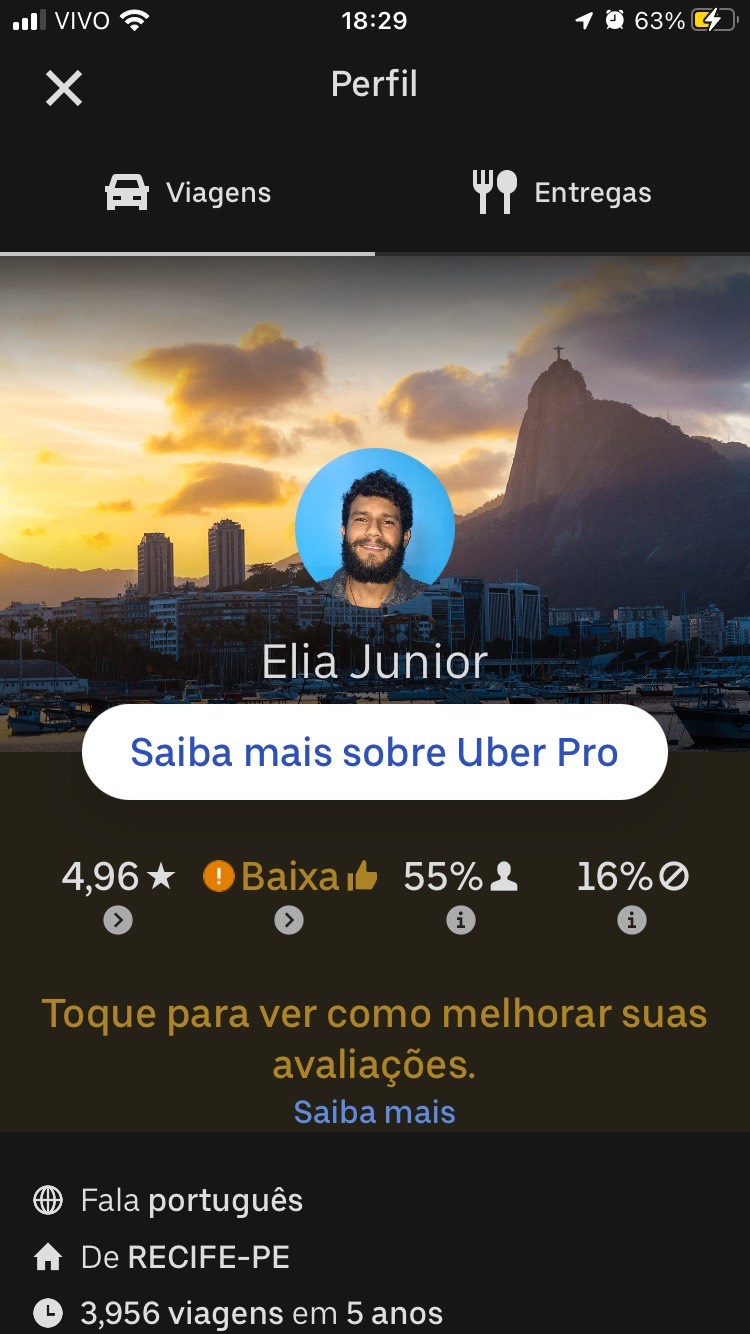 VIVO 18:29 63%
Perfil
Viagens Entregas
Elia Junior
Saiba mais sobre Uber Pro
4,96 Baixa 55% 16%
Toque para ver como melhorar suas
avaliações.
Saiba mais
Fala português
De RECIFE-PE
3,956 viagens em 5 anos